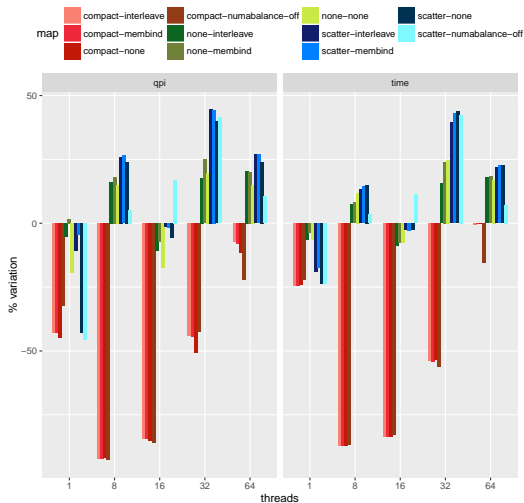 map
compact−interleave compact−numabalance−off none−none scatter−none
compact−membind none−interleave scatter−interleave scatter−numabalance−off
compact−none none−membind scatter−membind
qpi time
50
0
−50
% variation
1 8 16 32 64 1 8 16 32 64
threads